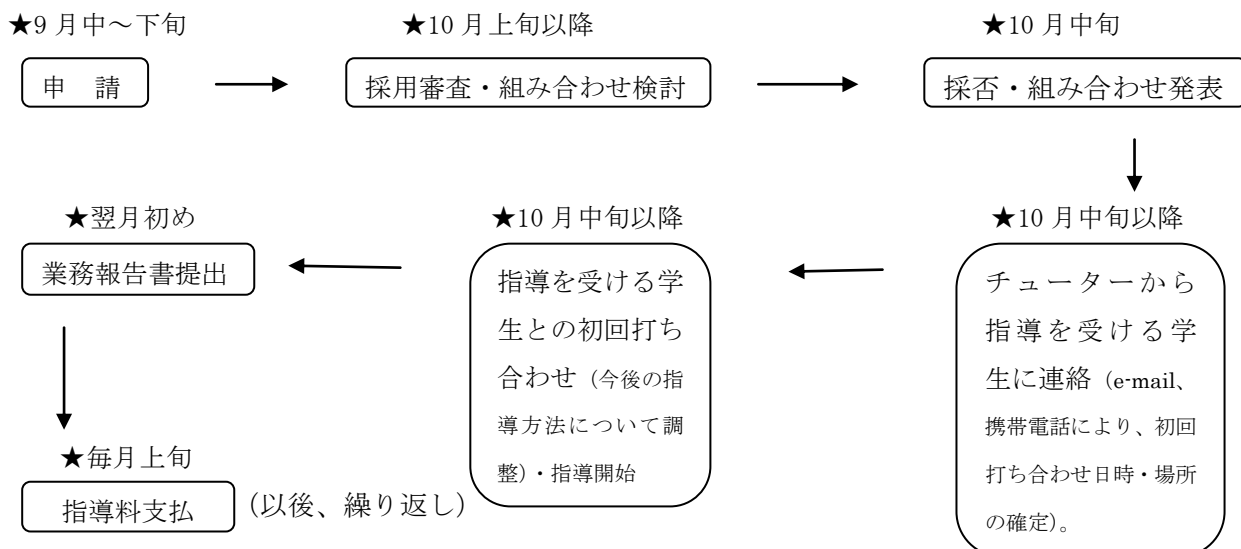 ★9月中～下旬
申　請
★10月上旬以降
採用審査・組み合わせ検討
★10月中旬
採否・組み合わせ発表
★10月中旬以降
チューターから
指導を受ける学
生に連絡（e-mail、
携帯電話により、初回
打ち合わせ日時・場所
の確定)。
★10月中旬以降
指導を受ける学
生との初回打ち
合わせ（今後の指
導方法について調
整）・指導開始
★翌月初め
業務報告書提出
★毎月上旬
指導料支払
（以後、繰り返し）